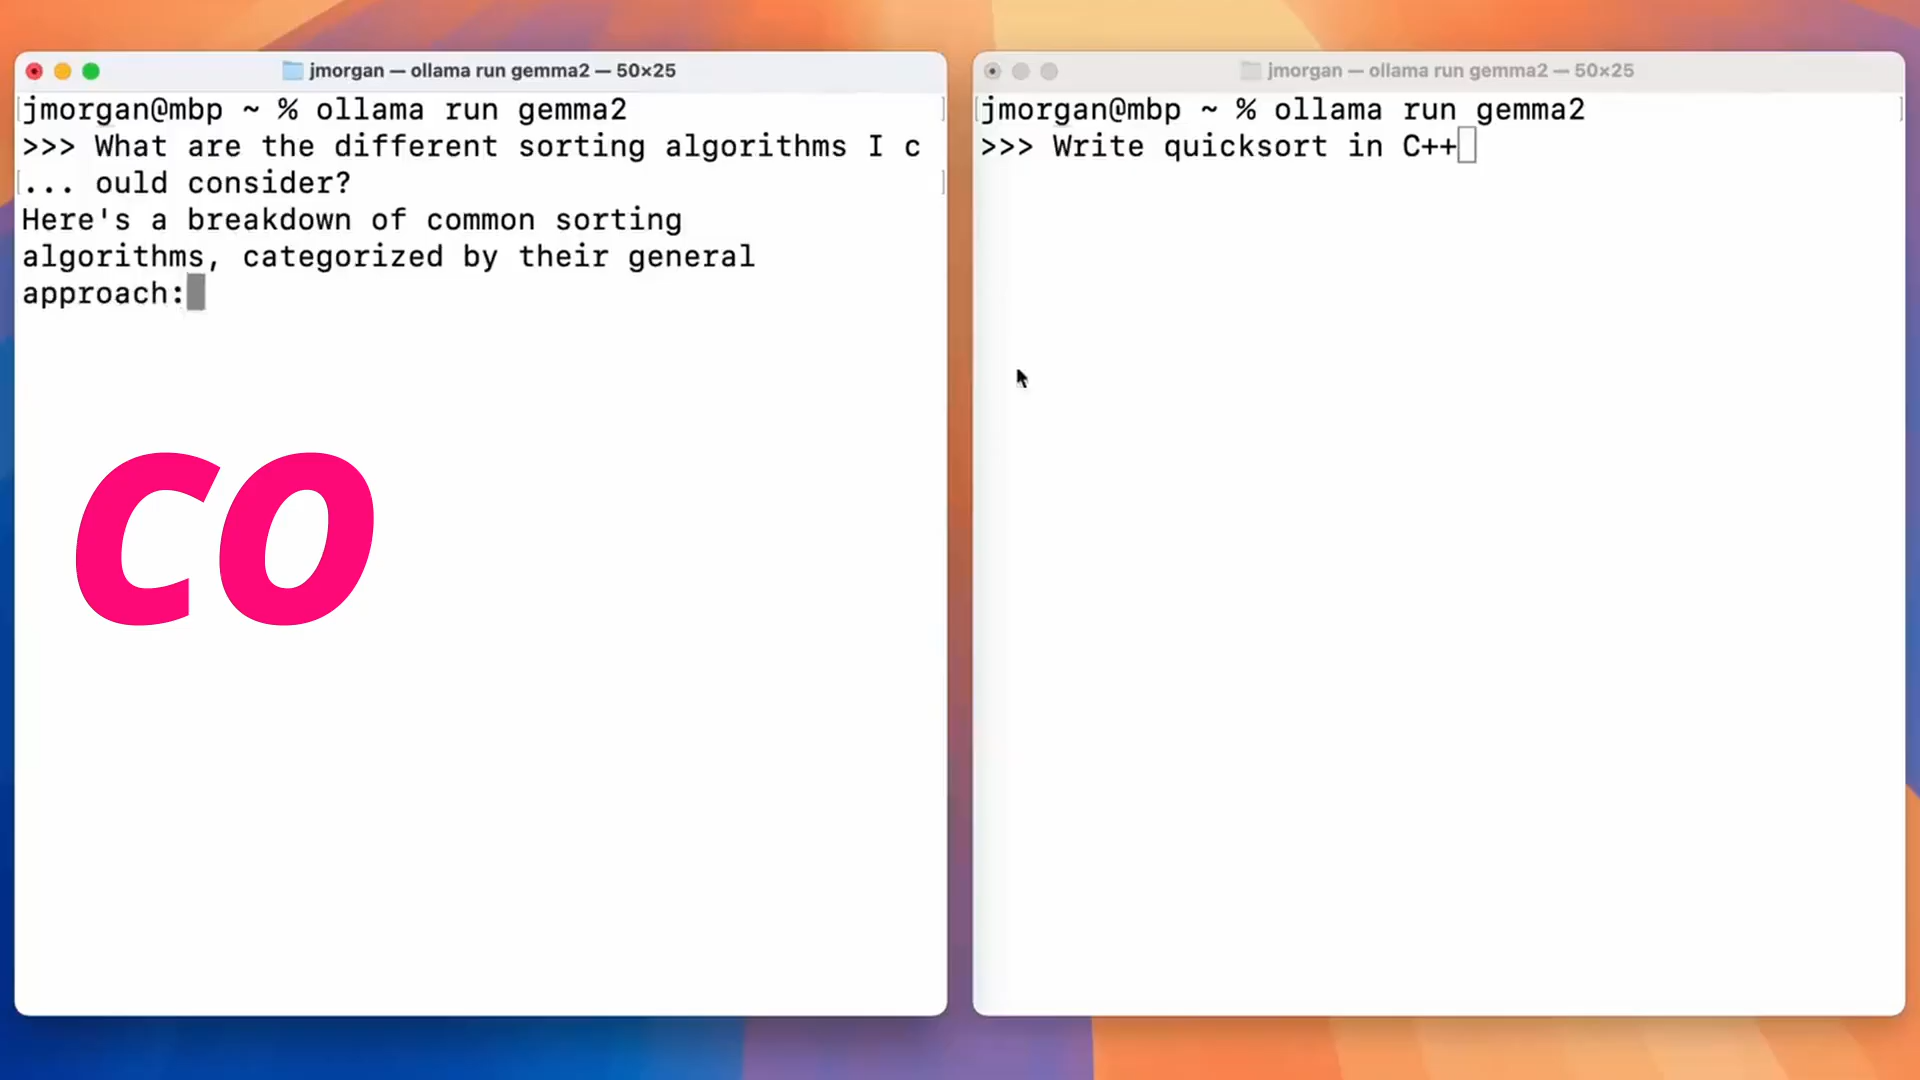 jmorgan — ollama run gemma2 — 50×25
jmorgan@mbp ~ % ollama run gemma2
>>> What are the different sorting algorithms I c
... ould consider?
Here's a breakdown of common sorting
algorithms, categorized by their general
approach:
co
jmorgan — ollama run gemma2 — 50×25
jmorgan@mbp ~ % ollama run gemma2
>>> Write quicksort in C++